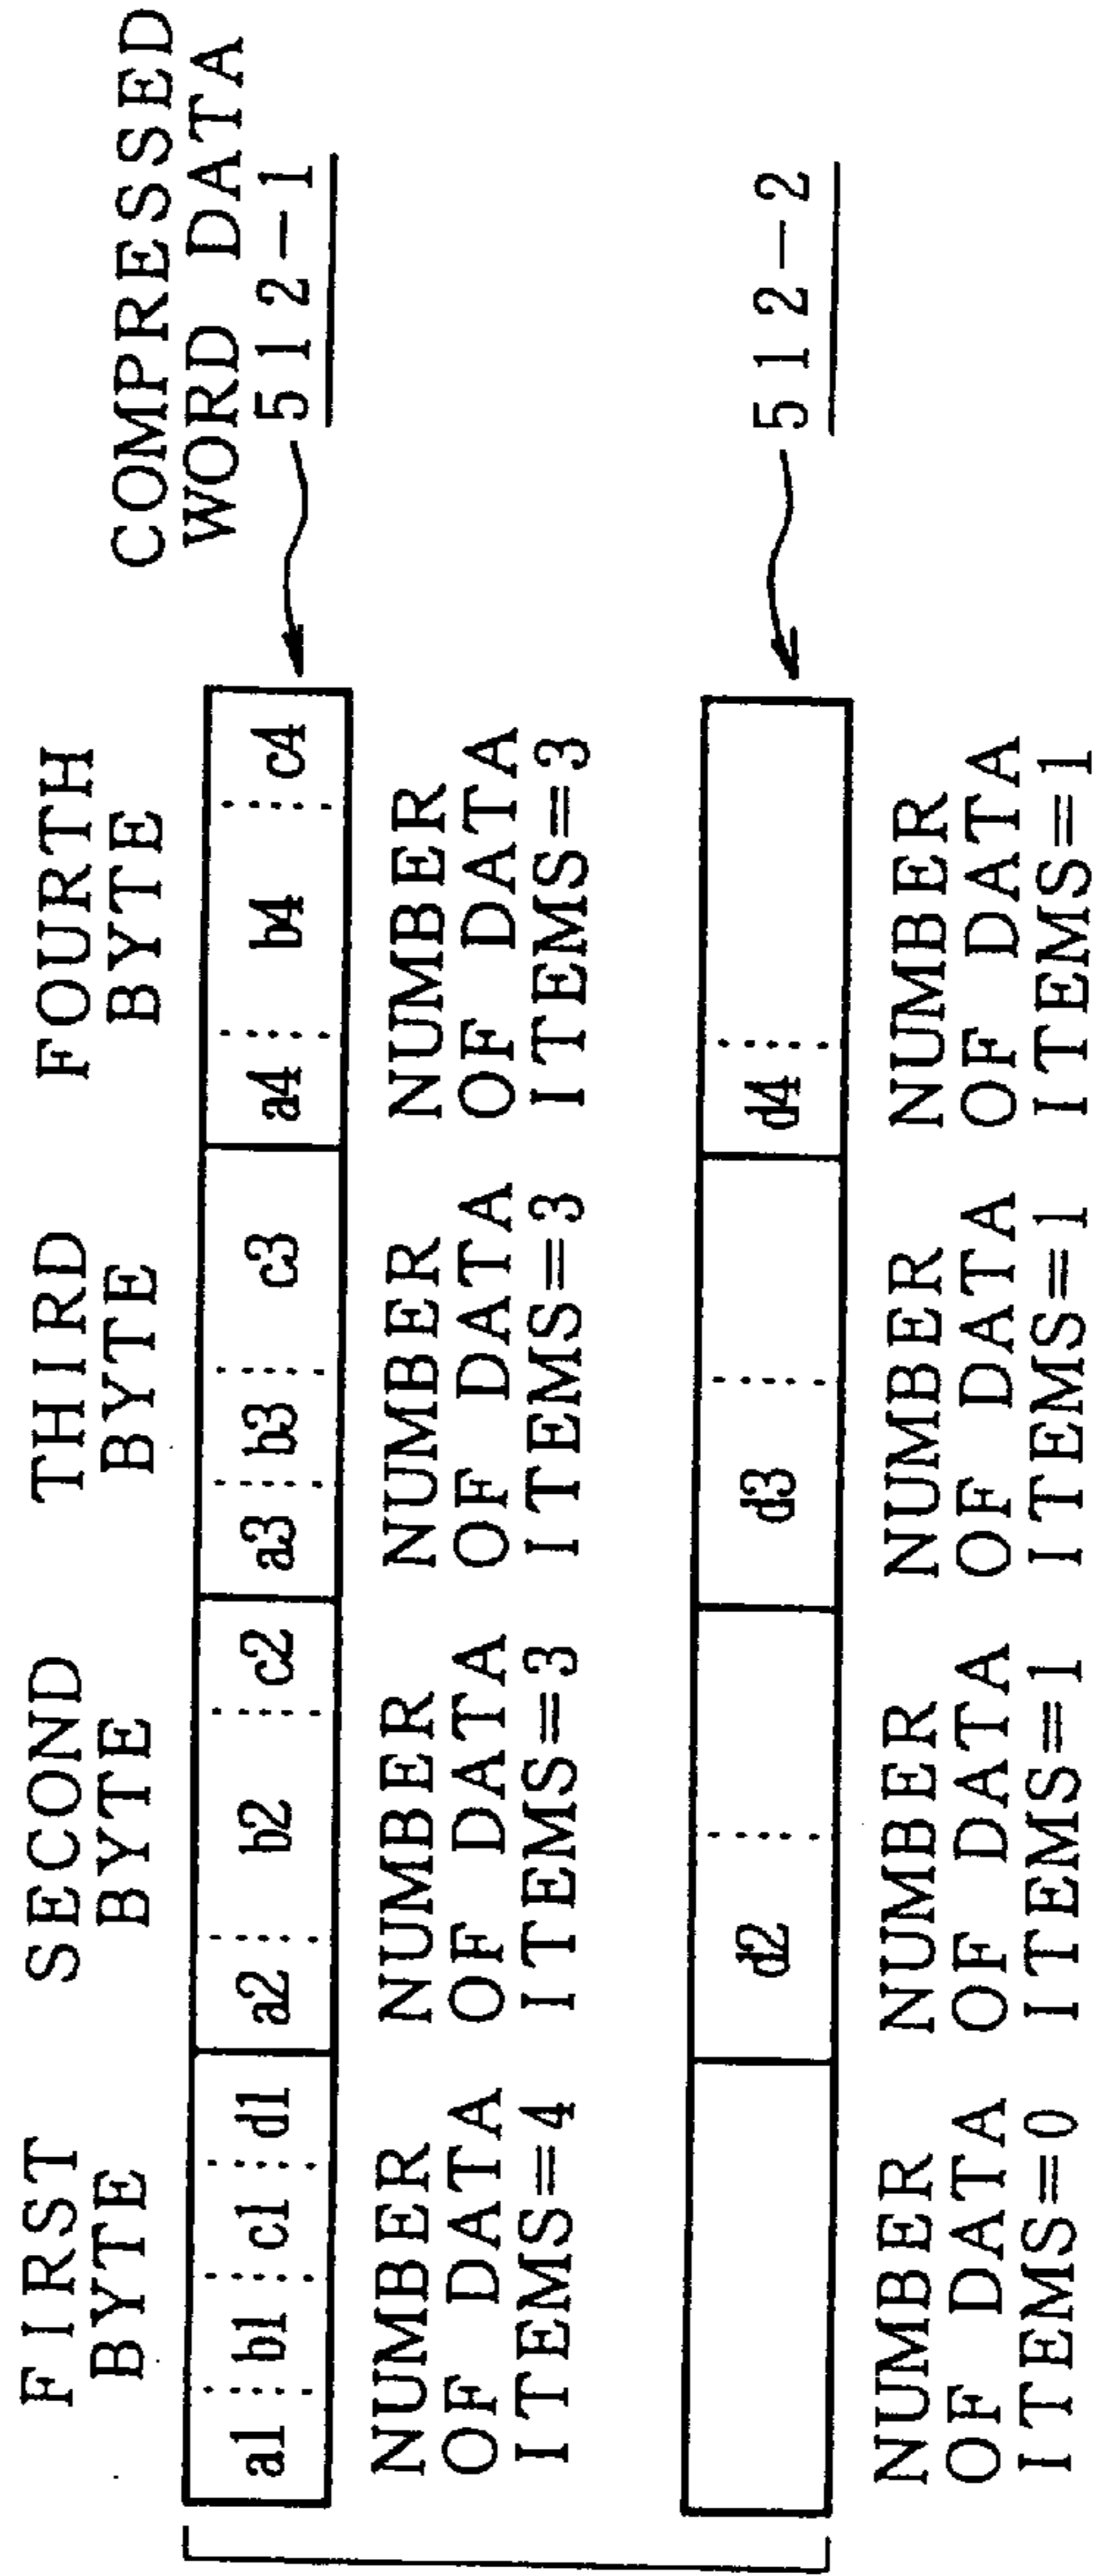 COMPRESSED
WORD DATA
512-1
FIRST
BYTE
SECOND
BYTE
THIRD
BYTE
FOURTH
BYTE
a1 b1 c1 d1 a2 b2 c2 a3 b3 c3 a4 b4 c4
NUMBER
OF DATA
ITEMS=4
NUMBER
OF DATA
ITEMS=3
NUMBER
OF DATA
ITEMS=3
NUMBER
OF DATA
ITEMS=3
512-2
d2 d3 d4
NUMBER
OF DATA
ITEMS=0
NUMBER
OF DATA
ITEMS=1
NUMBER
OF DATA
ITEMS=1
NUMBER
OF DATA
ITEMS=1